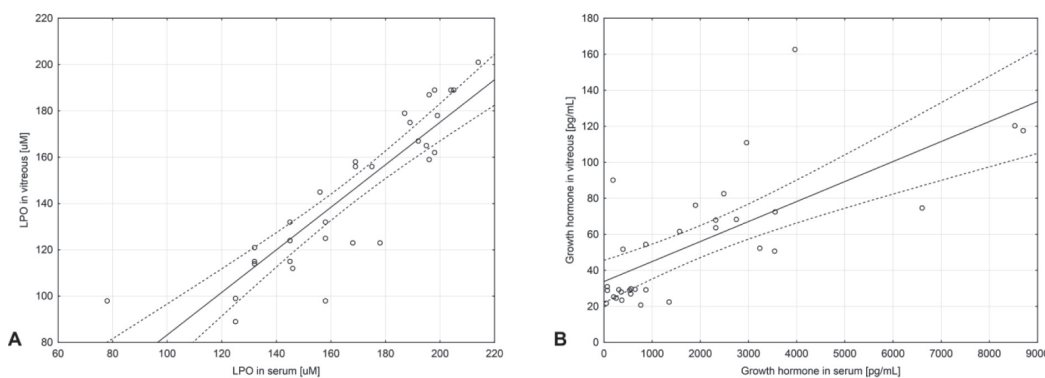 220
200
180
160
140
120
100
80
LPO in vitreous [uM]
60 80 100 120 140 160 180 200 220
LPO in serum [uM]
A
180
160
140
120
100
80
60
40
20
0
Growth hormone in vitreous [pg/mL]
0 1000 2000 3000 4000 5000 6000 7000 8000 9000
Growth hormone in serum [pg/mL]
B